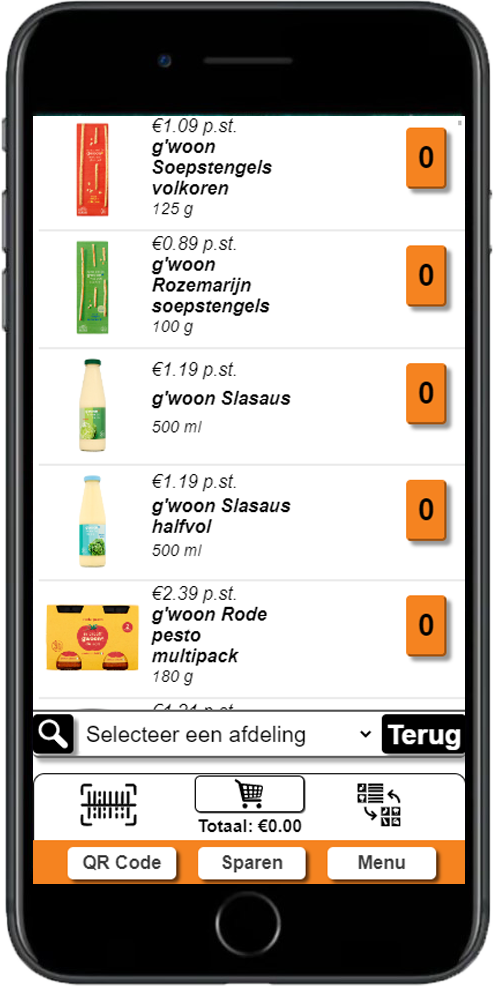 €1.09 p.st.
g'woon
Soepstengels
volkoren
125 g
0
€0.89 p.st.
g'woon
Rozemarijn
soepstengels
100 g
0
€1.19 p.st.
g'woon Slasaus
500 ml
0
€1.19 p.st.
g'woon Slasaus
halfvol
500 ml
0
€2.39 p.st.
g'woon Rode
pesto
multipack
180 g
0
Selecteer een afdeling
Terug
Totaal: €0.00
QR Code
Sparen
Menu